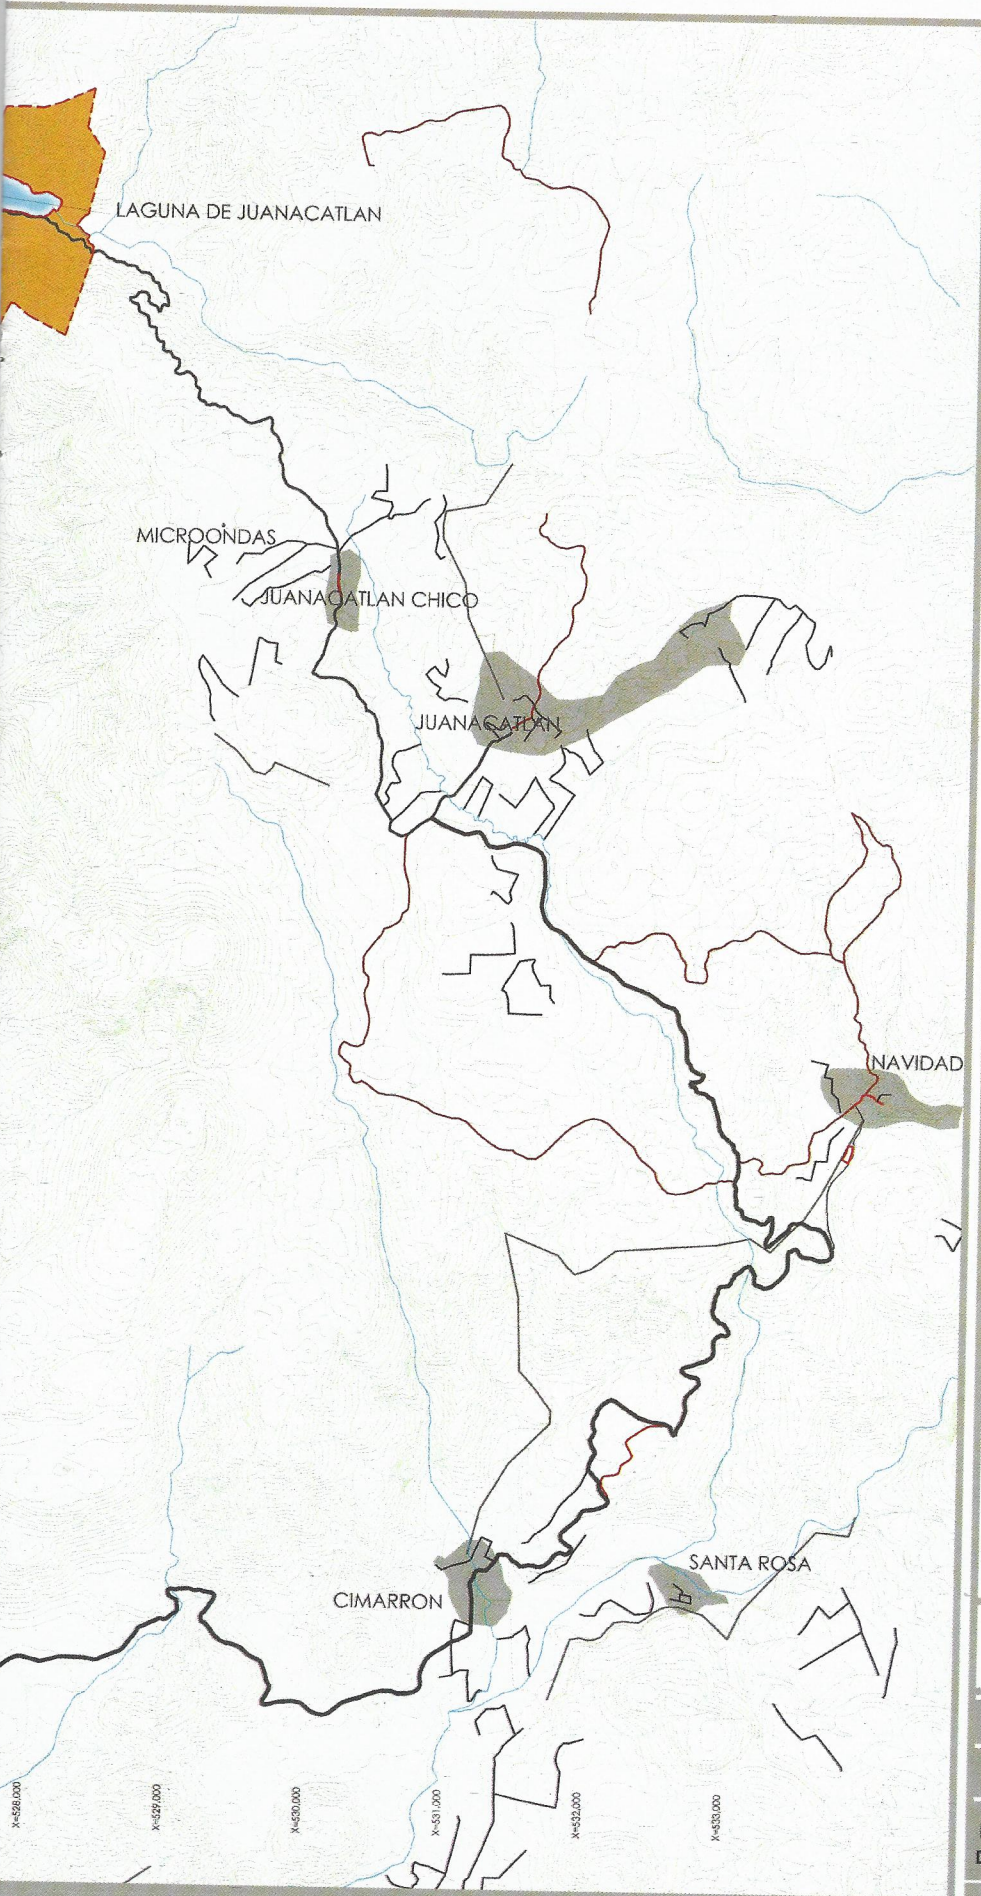 LAGUNA DE JUANACATLAN
MICROONDAS
JUANACATLAN CHICO
JUANACATLAN
NAVIDAD
SANTA ROSA
CIMARRON
X=528,000
X=529,000
X=530,000
X=531,000
X=532,000
X=533,000